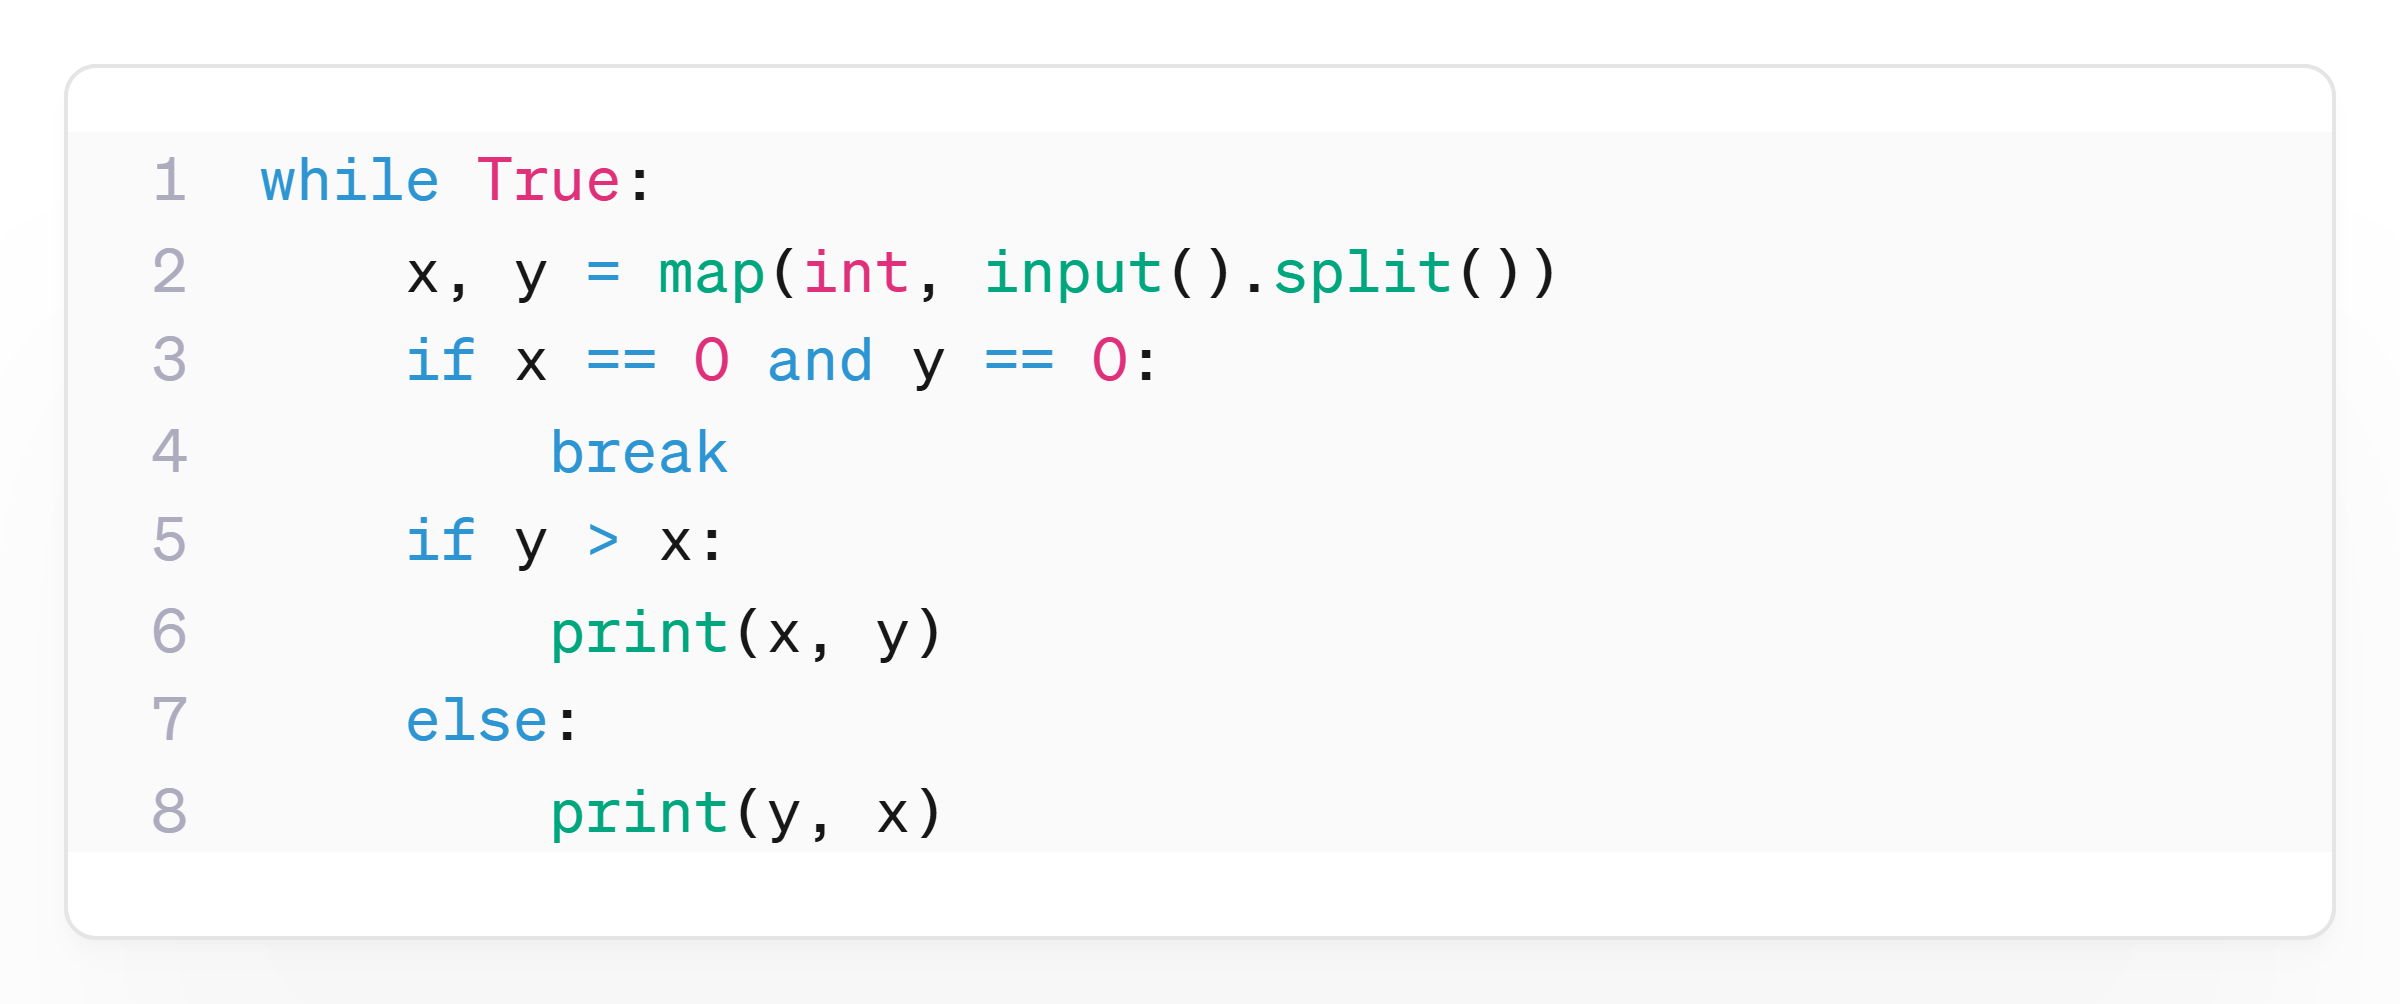 1 while True:
2     x, y = map(int, input().split())
3     if x == 0 and y == 0:
4         break
5     if y > x:
6         print(x, y)
7     else:
8         print(y, x)